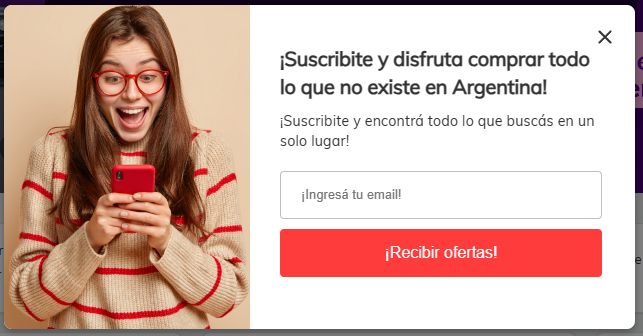 ¡Suscribite y disfruta comprar todo
lo que no existe en Argentina!
¡Suscribite y encontrá todo lo que buscás en un
solo lugar!
¡Ingresá tu email!
¡Recibir ofertas!